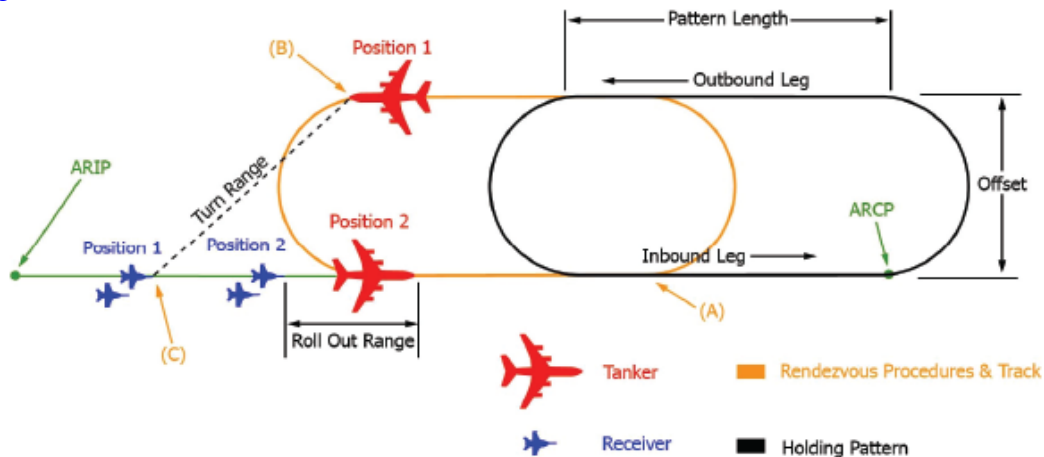 Pattern Length
(B)
Position 1
Outbound Leg
ARIP
Turn Range
Offset
Position 2
ARCP
Position 1
Position 2
Inbound Leg
(A)
Roll Out Range
(C)
Tanker
Rendezvous Procedures & Track
Receiver
Holding Pattern